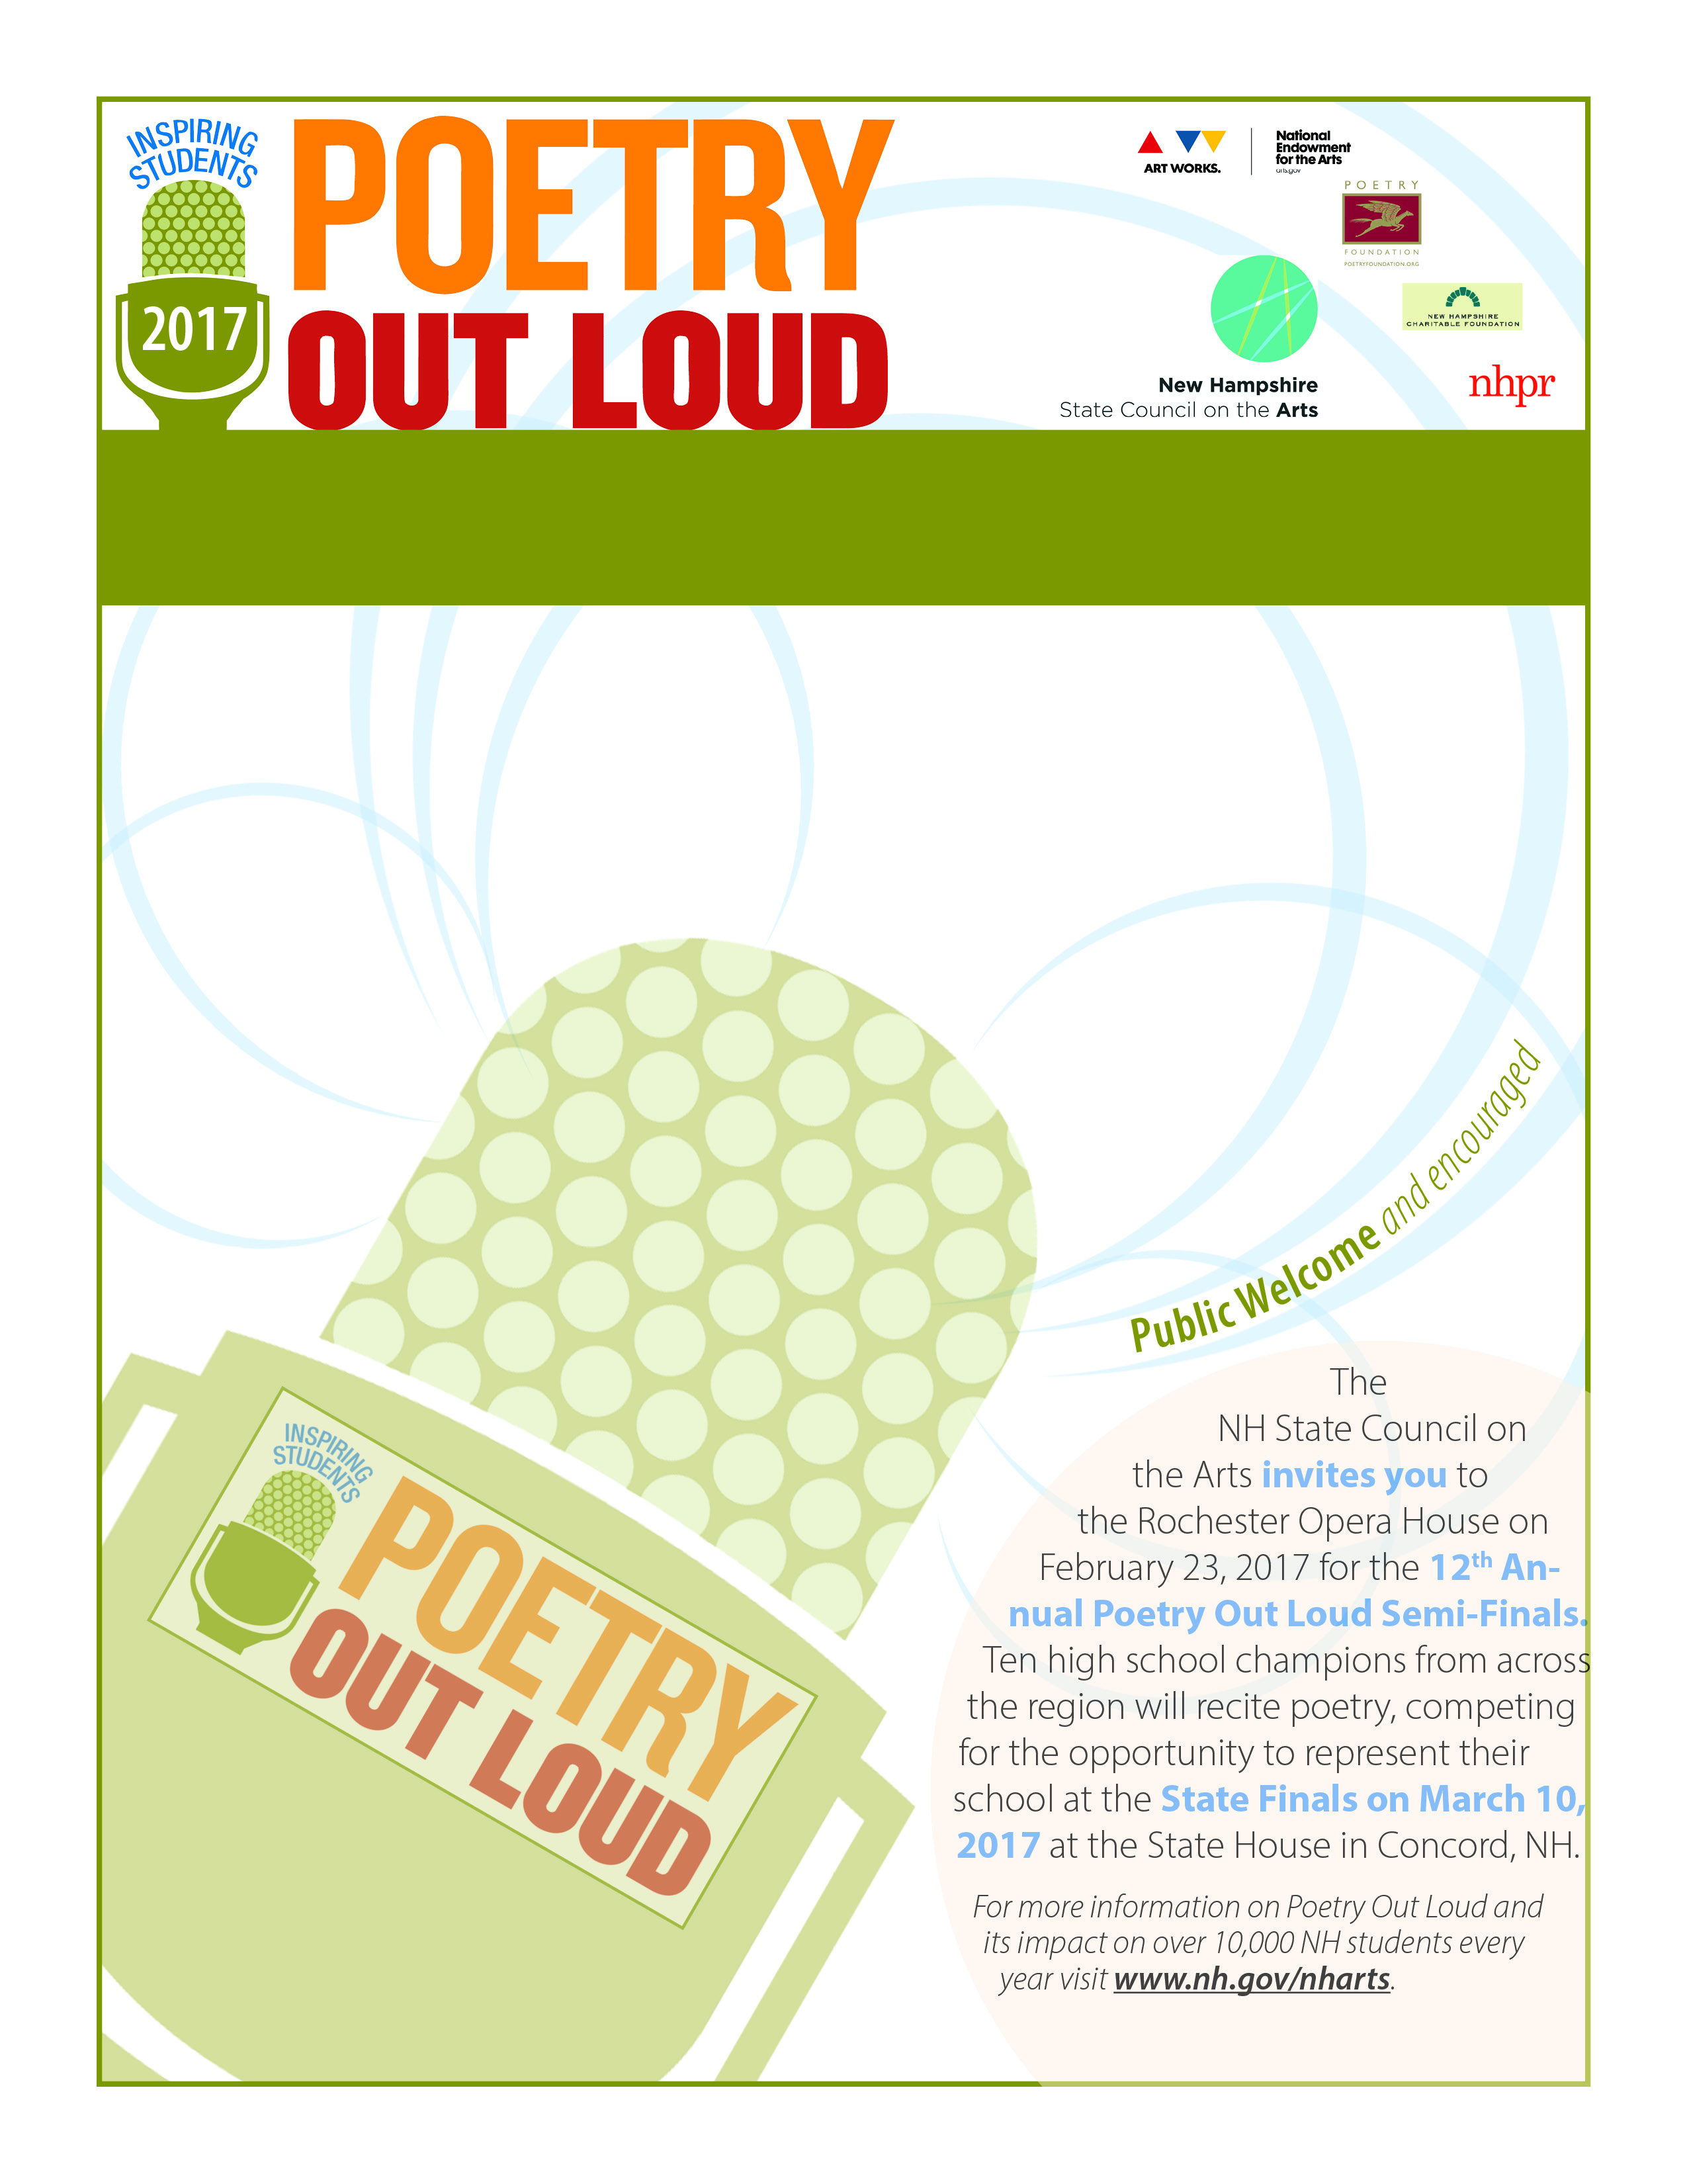 INSPIRING
STUDENTS
2017
POETRY
OUT LOUD
ART WORKS.
National
Endowment
for the Arts
arts.gov
POETRY
FOUNDATION
POETRYFOUNDATION.ORG
NEW HAMPSHIRE
CHARITABLE FOUNDATION
New Hampshire
State Council on the Arts
nhpr
Public Welcome and encouraged
The
NH State Council on
the Arts invites you to
the Rochester Opera House on
February 23, 2017 for the 12th An-
nual Poetry Out Loud Semi-Finals.
Ten high school champions from across
the region will recite poetry, competing
for the opportunity to represent their
school at the State Finals on March 10,
2017 at the State House in Concord, NH.
For more information on Poetry Out Loud and
its impact on over 10,000 NH students every
year visit www.nh.gov/nharts.
INSPIRING
STUDENTS
POETRY
OUT LOUD